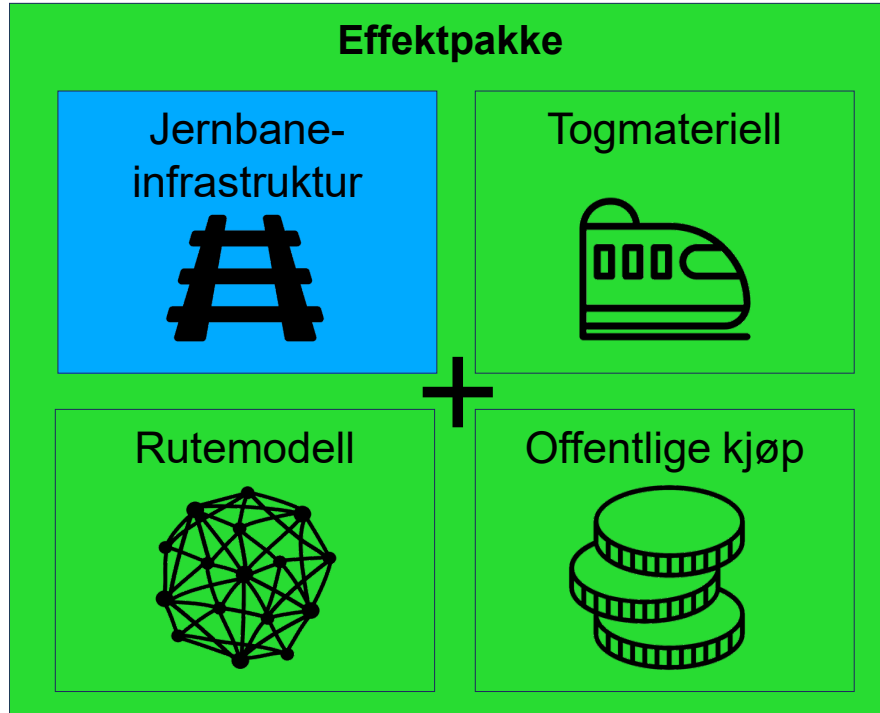 Effektpakke
Jernbane-
infrastruktur
Togmateriell
Rutemodell
Offentlige kjøp